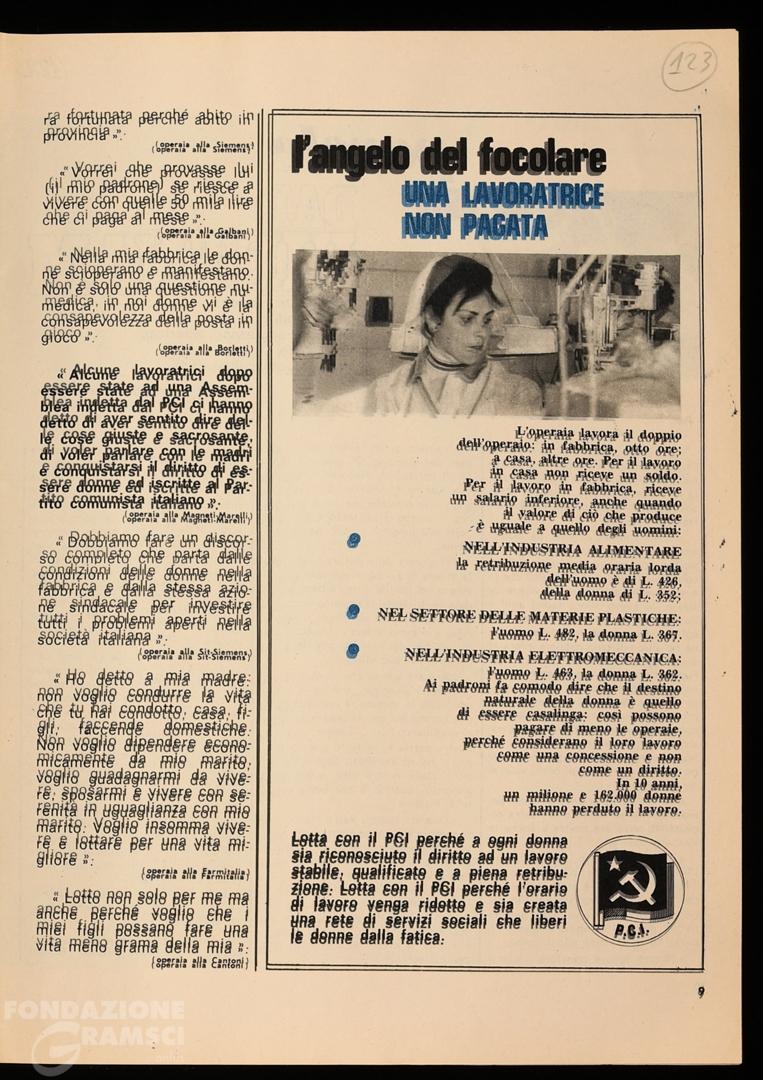 123
ra fortunata perché abito in
provincia ».
(operaia alla Siemens)
« Vorrei che provasse lui
(il mio padrone) se riesce a
vivere con quelle 50 mila lire
che ci paga al mese ».
(operaia alla Galbani)
« Nella mia fabbrica le don-
ne scioperano e manifestano.
Non è solo una questione nu-
medica, in noi donne vi è la
consapevolezza della posta in
gioco ».
(operaia alla Borletti)
« Alcune lavoratrici dopo
essere state ad una Assem-
blea indetta dal PCI ci hanno
detto di aver sentito dire del-
le cose giuste e sacrosante,
di voler parlare con le madri
e conquistarsi il diritto di es-
sere donne ed iscritte al Par-
tito comunista italiano ».
(operaia alla Magneti-Marelli)
« Dobbiamo fara un discor-
so completo che parta dalle
condizioni delle donne nella
fabbrica e dalla stessa azio-
ne sindacale per investire
tutti i problemi aperti nella
società italiana ».
(operaia alla Sit-Siemens)
« Ho detto a mia madre:
non voglio condurre la vita
che tu hai condotto, casa, fi-
gli, faccende domestiche.
Non voglio dipendere econo-
micamente da mio marito,
voglio guadagnarmi da vive-
re, sposarmi e vivere con se-
renità in uguaglianza con mio
marito. Voglio insomma vive-
re e lottare per una vita mi-
gliore ».
(operaia alla Farmitalia)
« Lotto non solo per me ma
anche perché voglio che i
miei figli possano fare una
vita meno grama della mia ».
(operaia alla Cantoni)
l'angelo del focolare
UNA LAVORATRICE
NON PAGATA
L'operaia lavora il doppio
dell'operaio: in fabbrica, otto ore;
a casa, altre ore. Per il lavoro
in casa non riceve un soldo.
Per il lavoro in fabbrica, riceve
un salario inferiore, anche quando
il valore di ciò che produce
è uguale a quello degli uomini:
NELL'INDUSTRIA ALIMENTARE
la retribuzione media oraria lorda
dell'uomo è di L. 426,
della donna di L. 352;
NEL SETTORE DELLE MATERIE PLASTICHE:
l'uomo L. 482, la donna L. 367.
NELL'INDUSTRIA ELETTROMECCANICA:
l'uomo L. 463, la donna L. 362.
Ai padroni fa comodo dire che il destino
naturale della donna è quello
di essere casalinga: così possono
pagare di meno le operaie,
perché considerano il loro lavoro
come una concessione e non
come un diritto.
In 10 anni,
un milione e 162.000 donne
hanno perduto il lavoro.
Lotta con il PCI perché a ogni donna
sia riconosciuto il diritto ad un lavoro
stabile, qualificato e a piena retribu-
zione. Lotta con il PCI perché l'orario
di lavoro venga ridotto e sia creata
una rete di servizi sociali che liberi
le donne dalla fatica.
P.C.I.
9
FONDAZIONE
GRAMSCI